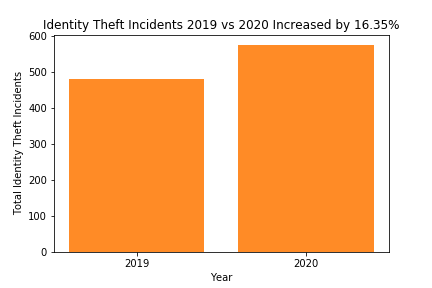 Identity Theft Incidents 2019 vs 2020 Increased by 16.35%
Total Identity Theft Incidents
600
500
400
300
200
100
0
2019 2020
Year